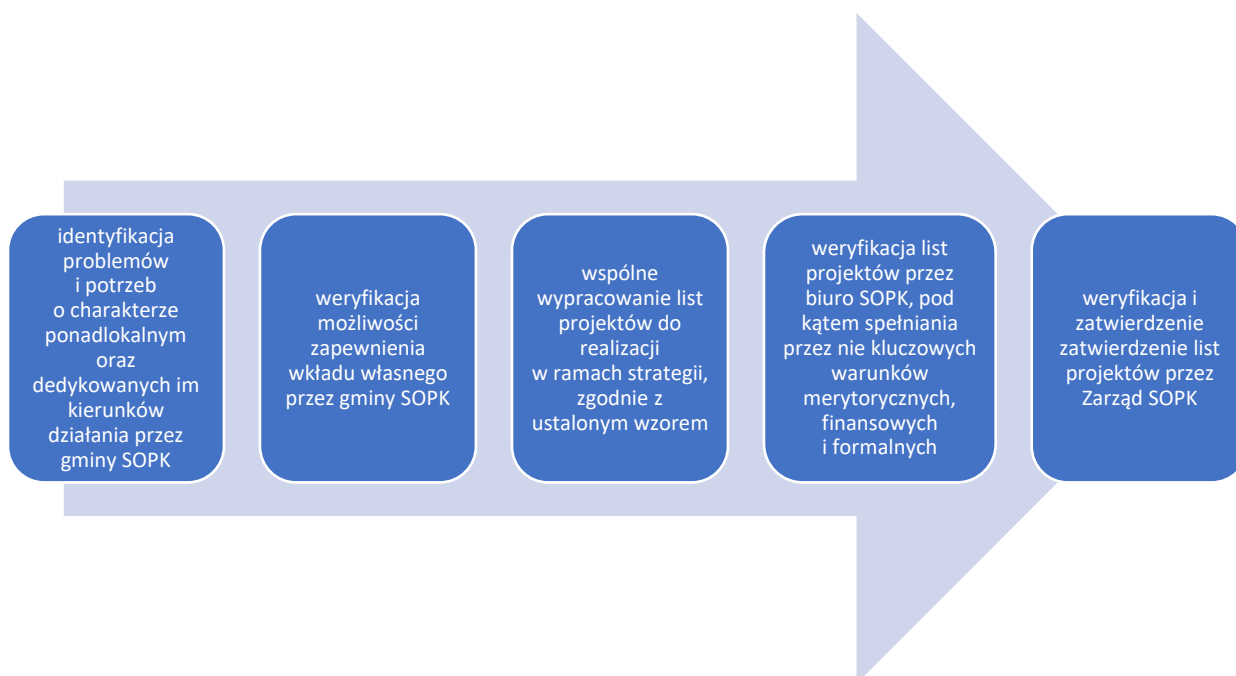 identyfikacja
problemów
i potrzeb
o charakterze
ponadlokalnym
oraz
dedykowanych im
kierunków
działania przez
gminy SOPK
weryfikacja
możliwości
zapewnienia
wkładu własnego
przez gminy SOPK
wspólne
wypracowanie list
projektów do
realizacji
w ramach strategii,
zgodnie z
ustalonym wzorem
weryfikacja list
projektów przez
biuro SOPK, pod
kątem spełniania
przez nie kluczowych
warunków
merytorycznych,
finansowych
i formalnych
weryfikacja i
zatwierdzenie
zatwierdzenie list
projektów przez
Zarząd SOPK